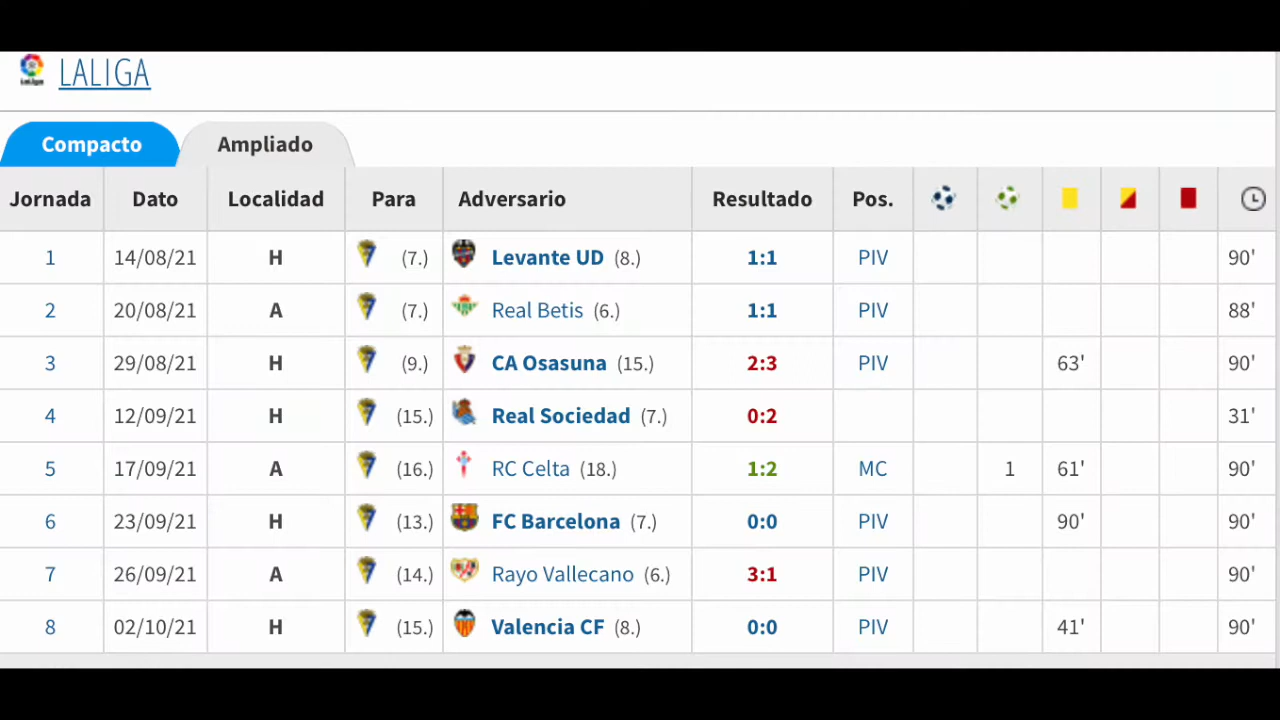 LALIGA
Compacto Ampliado
Jornada Dato Localidad Para Adversario Resultado Pos.
1 14/08/21 H (7.) Levante UD (8.) 1:1 PIV 90'
2 20/08/21 A (7.) Real Betis (6.) 1:1 PIV 88'
3 29/08/21 H (9.) CA Osasuna (15.) 2:3 PIV 63' 90'
4 12/09/21 H (15.) Real Sociedad (7.) 0:2 31'
5 17/09/21 A (16.) RC Celta (18.) 1:2 MC 1 61' 90'
6 23/09/21 H (13.) FC Barcelona (7.) 0:0 PIV 90' 90'
7 26/09/21 A (14.) Rayo Vallecano (6.) 3:1 PIV 90'
8 02/10/21 H (15.) Valencia CF (8.) 0:0 PIV 41' 90'